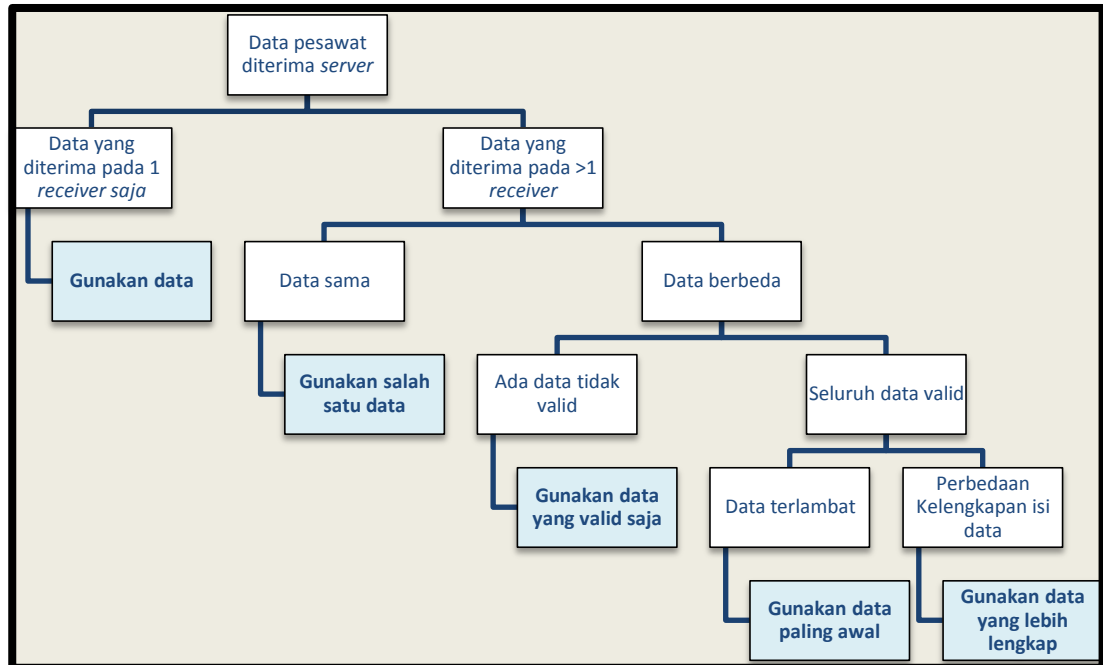 Data pesawat
diterima server
Data yang
diterima pada 1
receiver saja
Data yang
diterima pada >1
receiver
Gunakan data
Data sama
Data berbeda
Gunakan salah
satu data
Ada data tidak
valid
Seluruh data valid
Gunakan data
yang valid saja
Data terlambat
Perbedaan
Kelengkapan isi
data
Gunakan data
paling awal
Gunakan data
yang lebih
lengkap